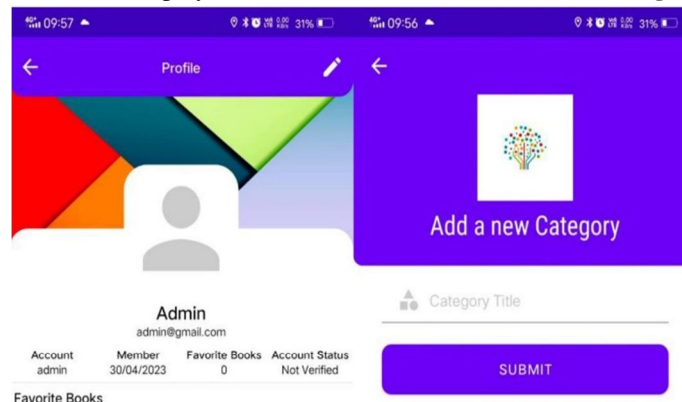 09:57
31%
Profile
Admin
admin@gmail.com
Account Member Favorite Books Account Status
admin 30/04/2023 0 Not Verified
Favorite Books
09:56
31%
Add a new Category
Category Title
SUBMIT